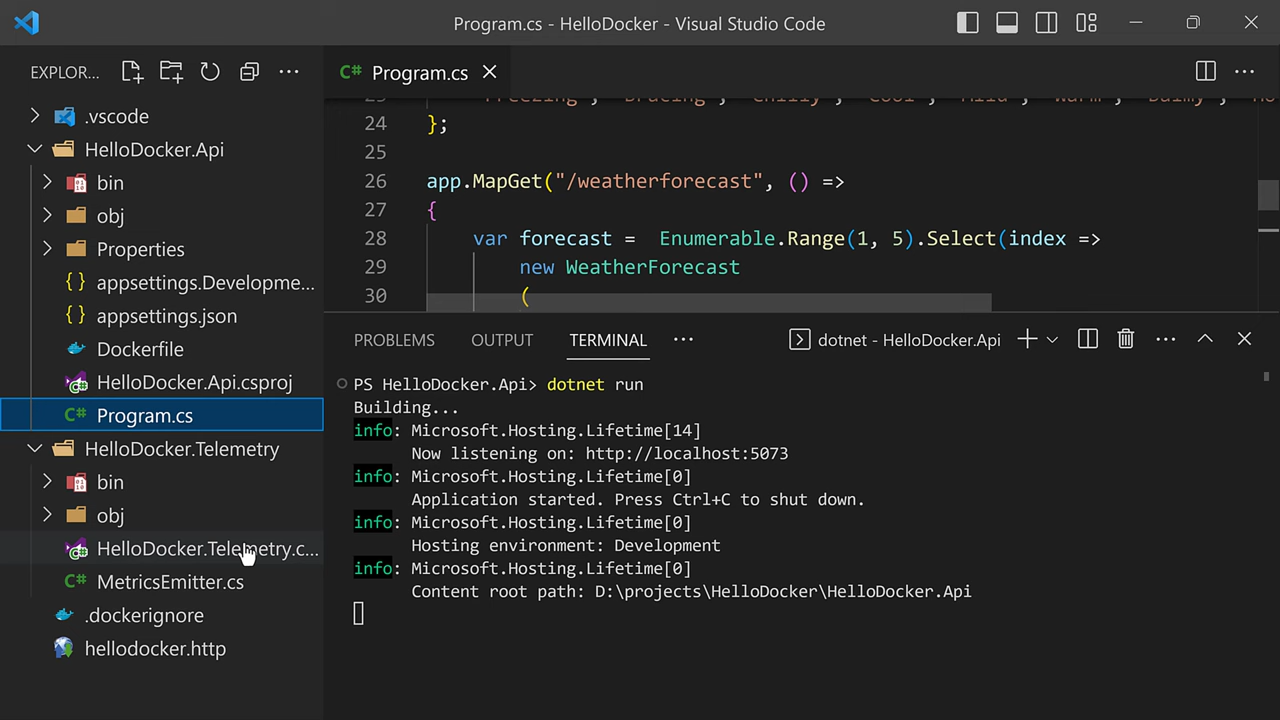 Program.cs - HelloDocker - Visual Studio Code
EXPLOR...
.vscode
HelloDocker.Api
bin
obj
Properties
appsettings.Developme...
appsettings.json
Dockerfile
HelloDocker.Api.csproj
Program.cs
HelloDocker.Telemetry
bin
obj
HelloDocker.Telemetry.c...
MetricsEmitter.cs
.dockerignore
hellodocker.http
C# Program.cs
24 };
25
26 app.MapGet("/weatherforecast", () =>
27 {
28 var forecast = Enumerable.Range(1, 5).Select(index =>
29 new WeatherForecast
30 (
PROBLEMS OUTPUT TERMINAL ... dotnet - HelloDocker.Api
PS HelloDocker.Api> dotnet run
Building...
info: Microsoft.Hosting.Lifetime[14]
Now listening on: http://localhost:5073
info: Microsoft.Hosting.Lifetime[0]
Application started. Press Ctrl+C to shut down.
info: Microsoft.Hosting.Lifetime[0]
Hosting environment: Development
info: Microsoft.Hosting.Lifetime[0]
Content root path: D:\projects\HelloDocker\HelloDocker.Api